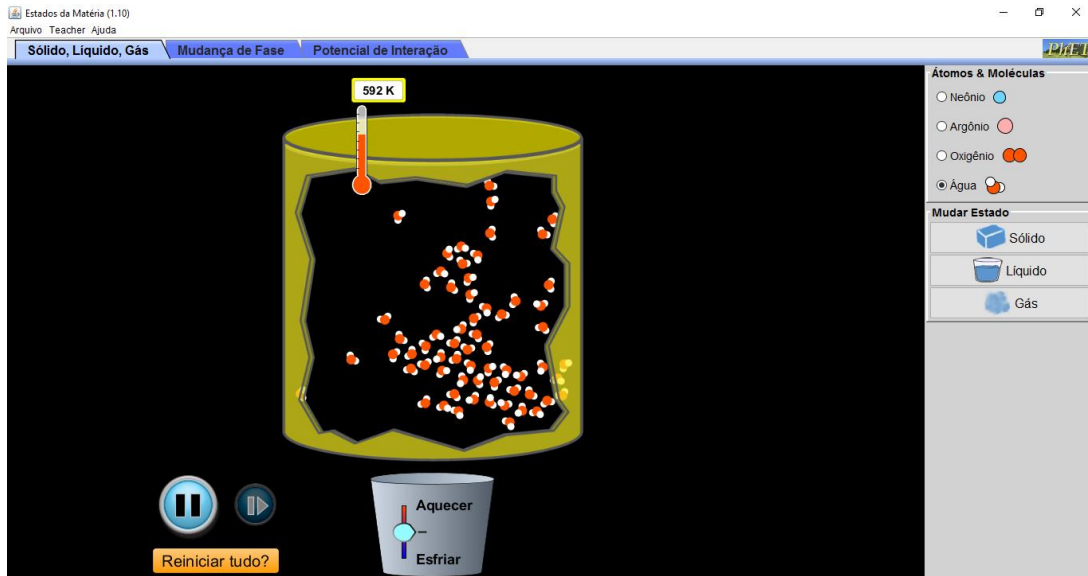 Estados da Matéria (1.10)
Arquivo Teacher Ajuda
Sólido, Líquido, Gás Mudança de Fase Potencial de Interação
PhET
592 K
Átomos & Moléculas
Neônio
Argônio
Oxigênio
Água
Mudar Estado
Sólido
Líquido
Gás
Aquecer
Esfriar
Reiniciar tudo?